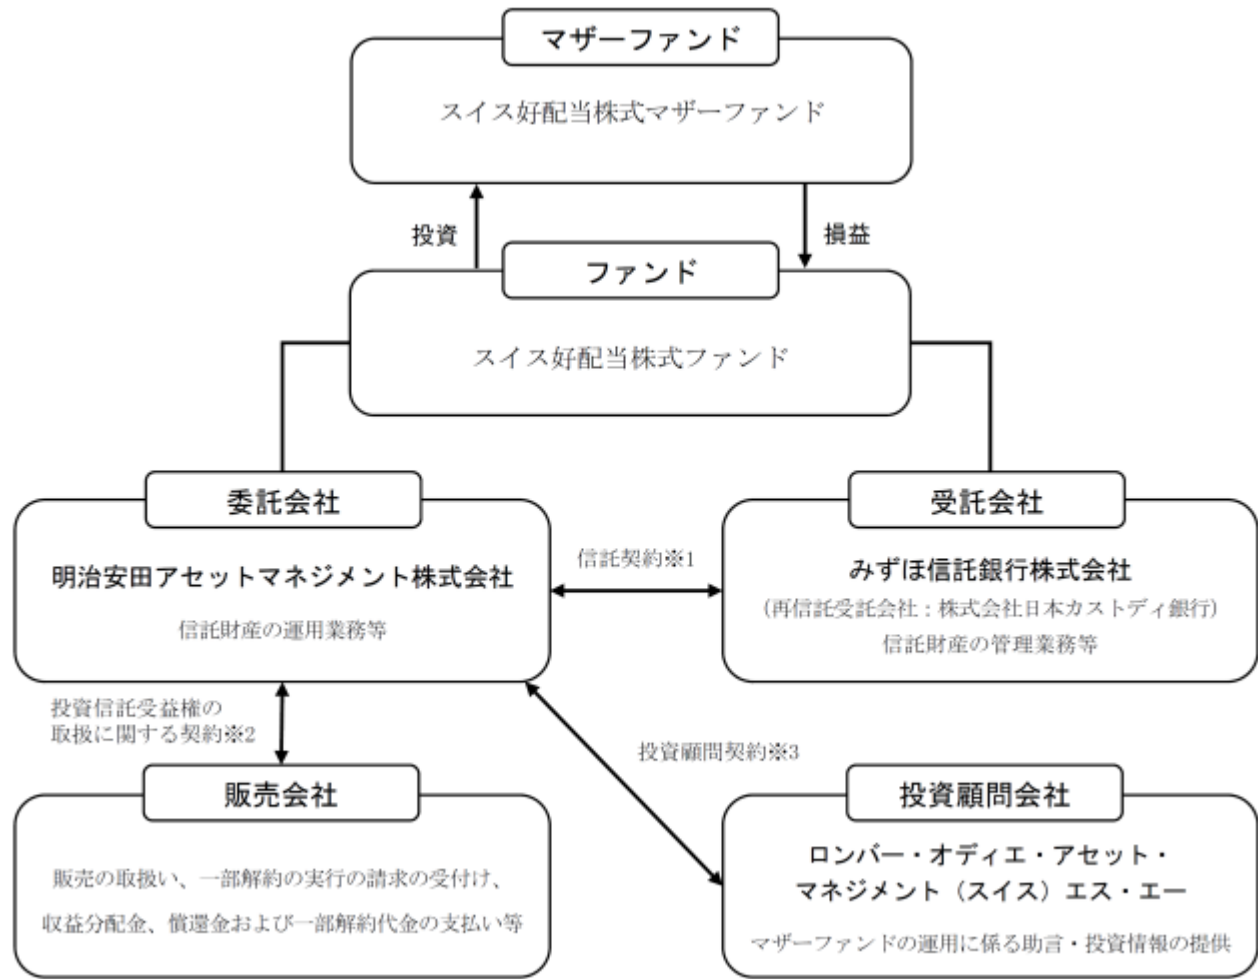 マザーファンド
スイス好配当株式マザーファンド
投資
損益
ファンド
スイス好配当株式ファンド
委託会社
明治安田アセットマネジメント株式会社
信託財産の運用業務等
信託契約※1
受託会社
みずほ信託銀行株式会社
（再信託受託会社：株式会社日本カストディ銀行）
信託財産の管理業務等
投資信託受益権の
取扱に関する契約※2
投資顧問契約※3
販売会社
販売の取扱い、一部解約の実行の請求の受付け、
収益分配金、償還金および一部解約代金の支払い等
投資顧問会社
ロンバー・オディエ・アセット・
マネジメント（スイス）エス・エー
マザーファンドの運用に係る助言・投資情報の提供